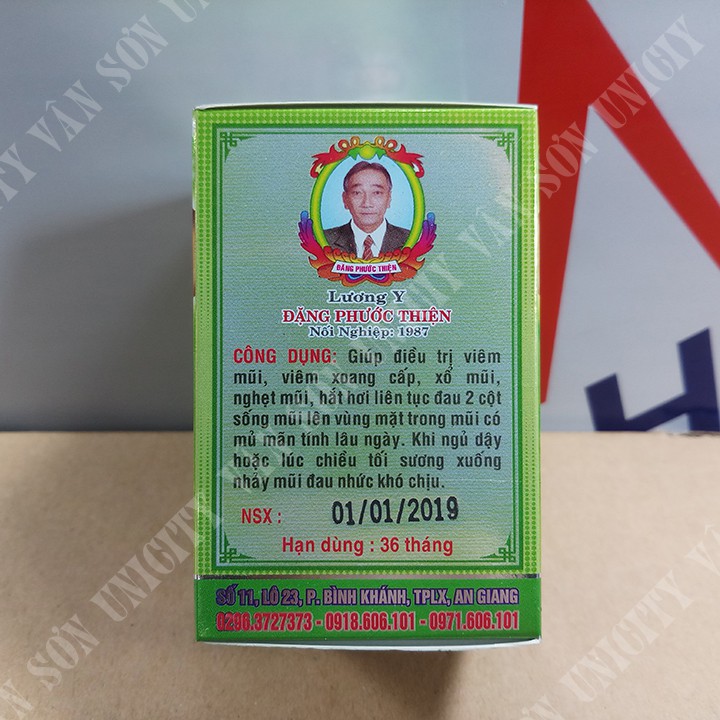 ĐẶNG PHƯỚC THIỆN
Lương Y
ĐẶNG PHƯỚC THIỆN
Nối Nghiệp: 1987
CÔNG DỤNG: Giúp điều trị viêm
mũi, viêm xoang cấp, xổ mũi,
nghẹt mũi, hắt hơi liên tục đau 2 cột
sống mũi lên vùng mặt trong mũi có
mủ mãn tính lâu ngày. Khi ngủ dậy
hoặc lúc chiều tối sương xuống
nhảy mũi đau nhức khó chịu.
NSX : 01/01/2019
Hạn dùng : 36 tháng
SỐ 11, LÔ 23, P. BÌNH KHÁNH, TPLX, AN GIANG
0296.3727373 - 0918.606.101 - 0971.606.101
VÂN SƠN UNICITY